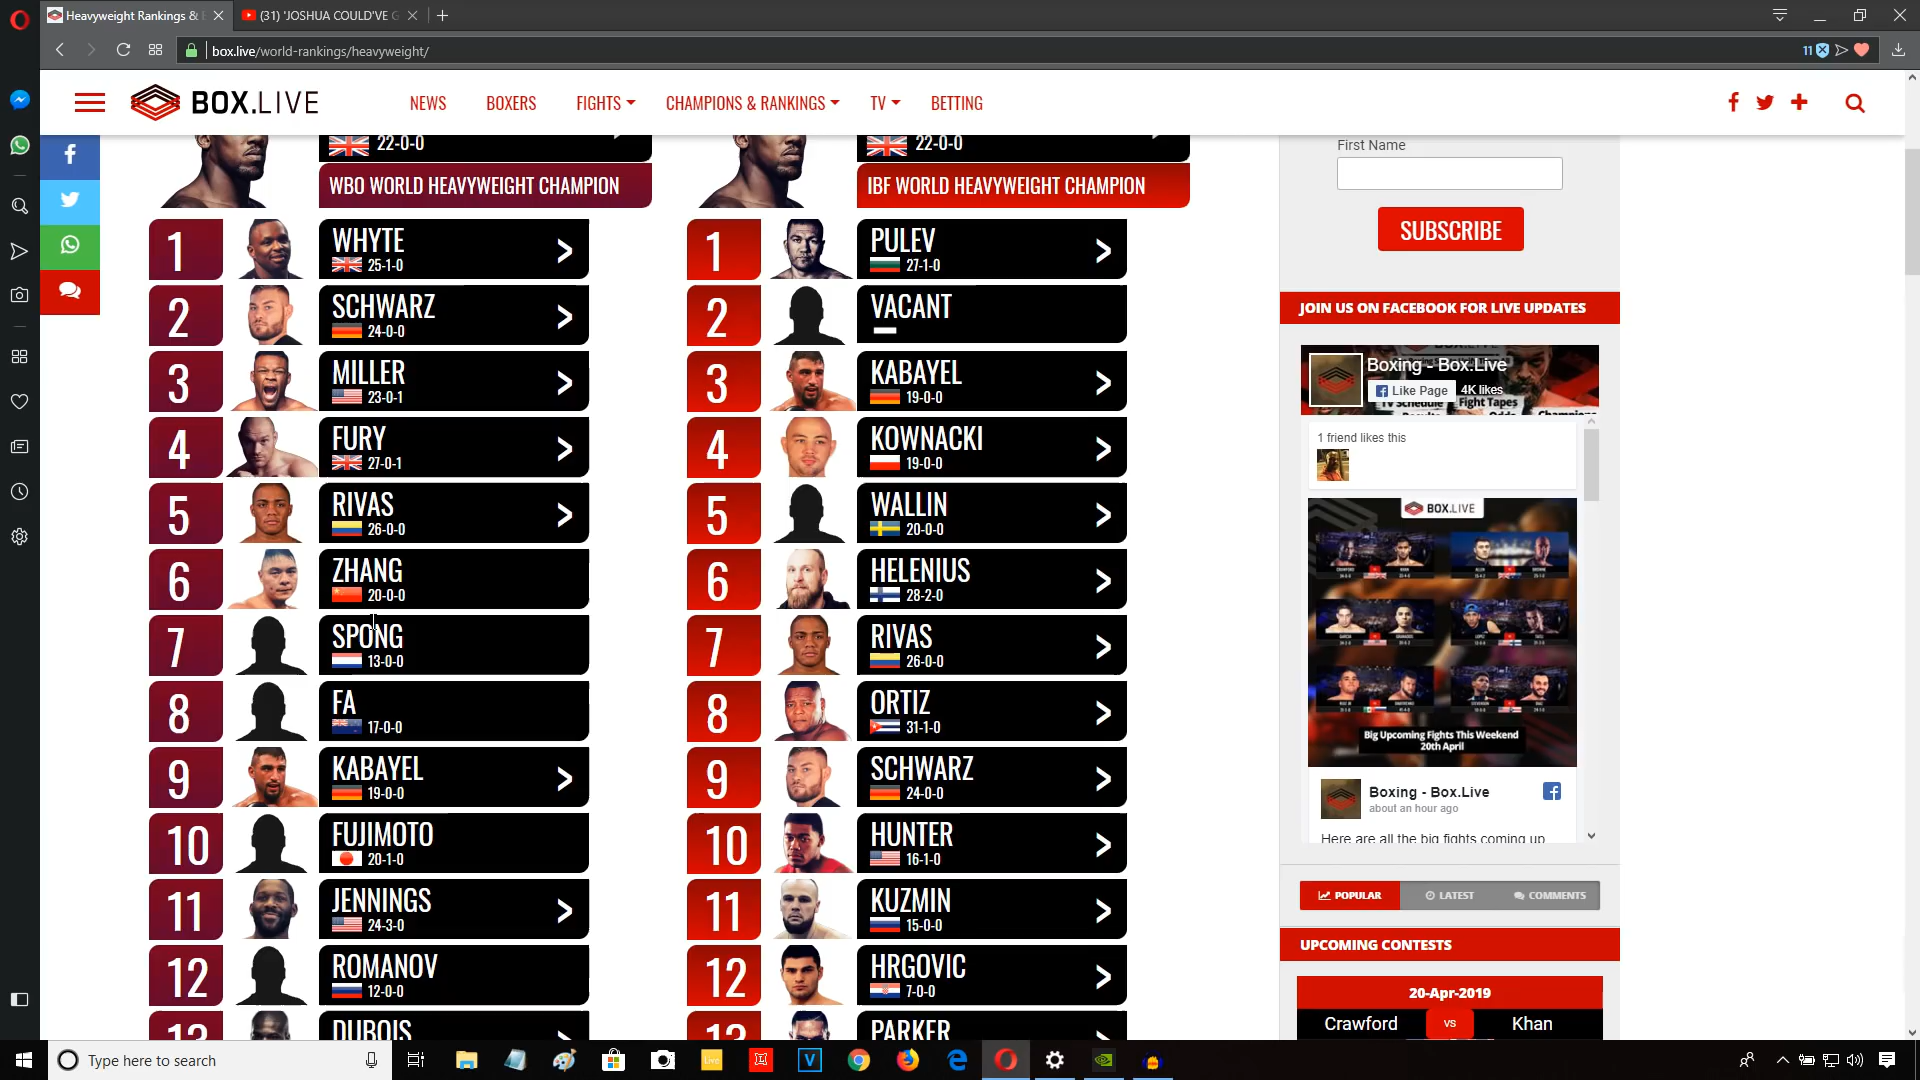 Heavyweight Rankings &
(31) 'JOSHUA COULD'VE G
box.live/world-rankings/heavyweight/
11
BOX.LIVE
NEWS
BOXERS
FIGHTS
CHAMPIONS & RANKINGS
TV
BETTING
22-0-0
WBO WORLD HEAVYWEIGHT CHAMPION
1
WHYTE
25-1-0
2
SCHWARZ
24-0-0
3
MILLER
23-0-1
4
FURY
27-0-1
5
RIVAS
26-0-0
6
ZHANG
20-0-0
7
SPONG
13-0-0
8
FA
17-0-0
9
KABAYEL
19-0-0
10
FUJIMOTO
20-1-0
11
JENNINGS
24-3-0
12
ROMANOV
12-0-0
13
DUBOIS
22-0-0
IBF WORLD HEAVYWEIGHT CHAMPION
1
PULEV
27-1-0
2
VACANT
3
KABAYEL
19-0-0
4
KOWNACKI
19-0-0
5
WALLIN
20-0-0
6
HELENIUS
28-2-0
7
RIVAS
26-0-0
8
ORTIZ
31-1-0
9
SCHWARZ
24-0-0
10
HUNTER
16-1-0
11
KUZMIN
15-0-0
12
HRGOVIC
7-0-0
13
PARKER
First Name
SUBSCRIBE
JOIN US ON FACEBOOK FOR LIVE UPDATES
Boxing - Box.Live
Like Page
4K likes
TV Schedule Fight Tapes
1 friend likes this
BOX.LIVE
Big Upcoming Fights This Weekend
20th April
Boxing - Box.Live
about an hour ago
Here are all the big fights coming up
POPULAR
LATEST
COMMENTS
UPCOMING CONTESTS
20-Apr-2019
Crawford
VS
Khan
Type here to search